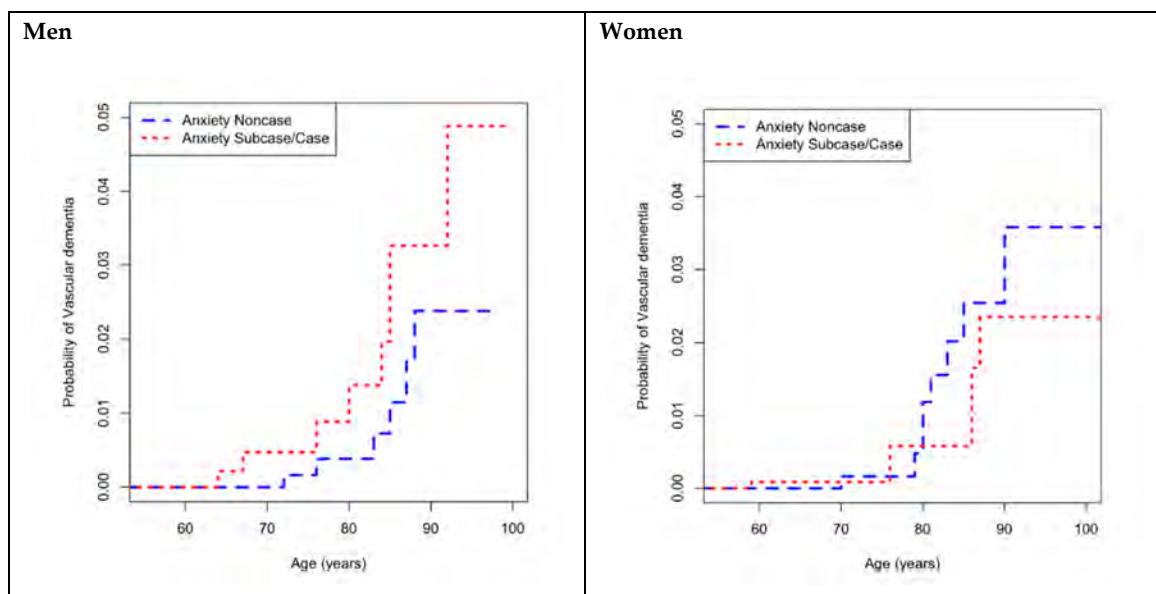 Men
Anxiety Noncase
Anxiety Subcase/Case
Probability of Vascular dementia
0.05
0.04
0.03
0.02
0.01
0.00
60 70 80 90 100
Age (years)
Women
Anxiety Noncase
Anxiety Subcase/Case
Probability of Vascular dementia
0.05
0.04
0.03
0.02
0.01
0.00
60 70 80 90 100
Age (years)